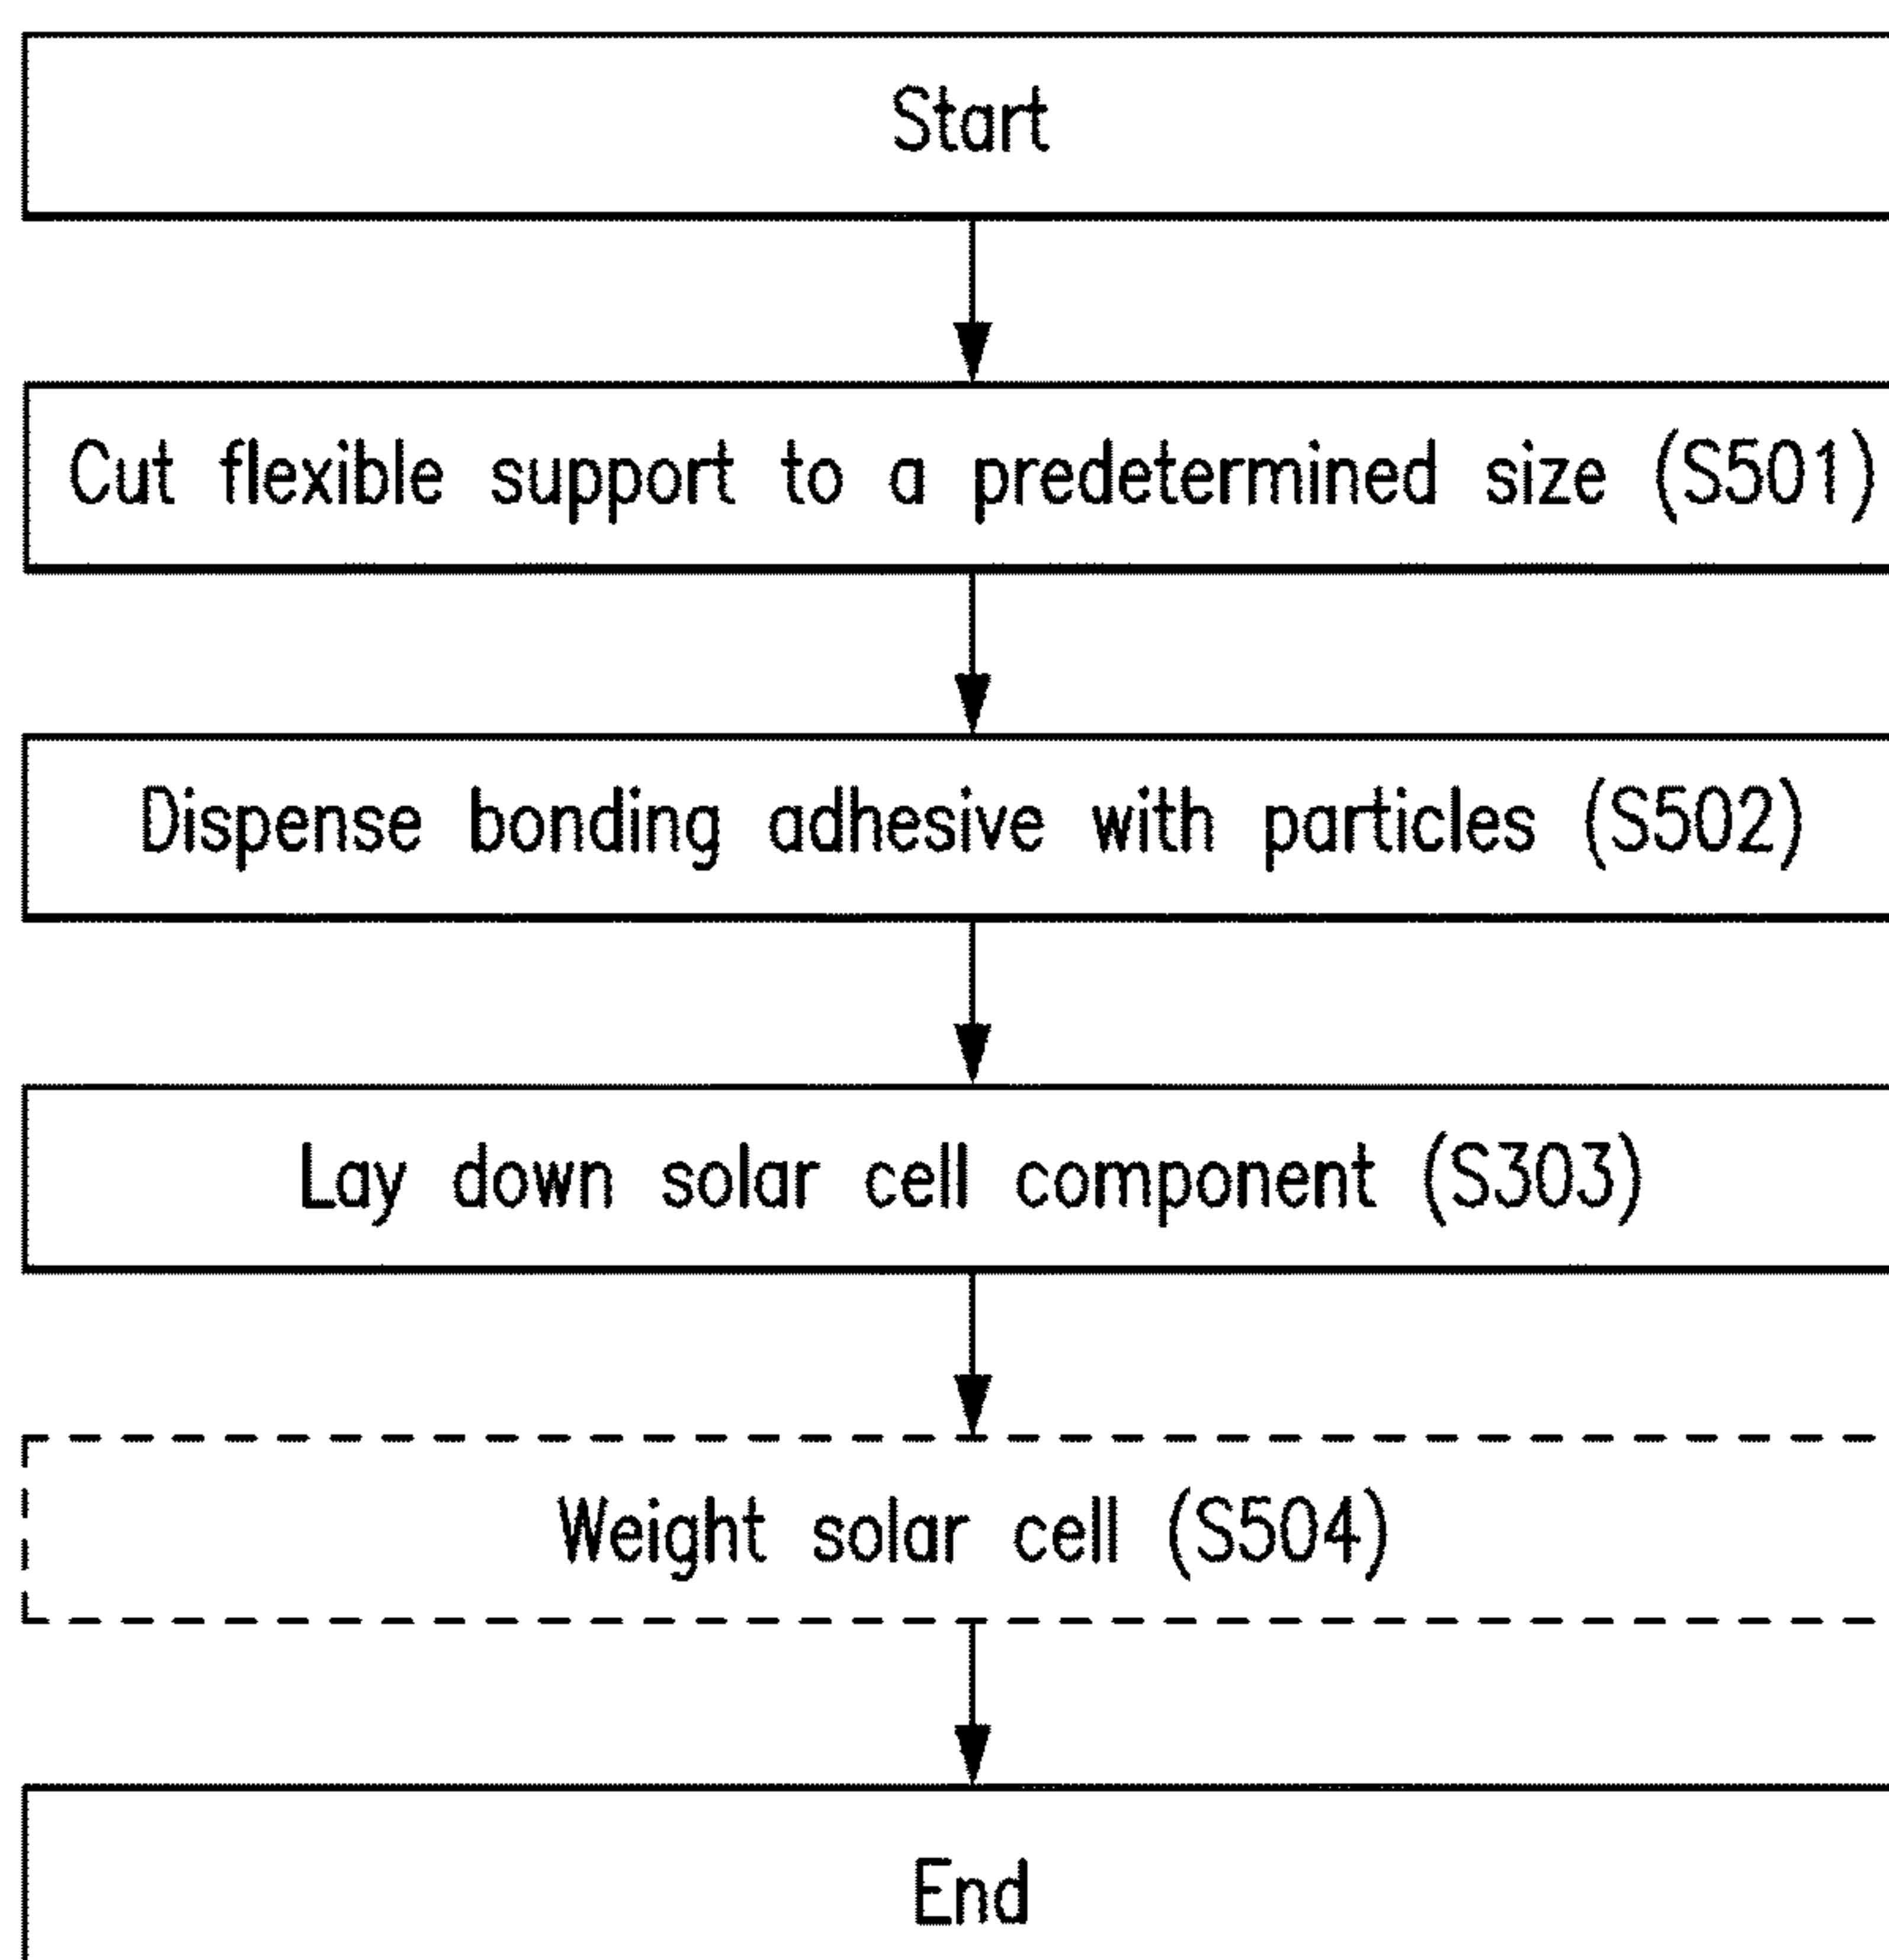 Start
Cut flexible support to a predetermined size (S501)
Dispense bonding adhesive with particles (S502)
Lay down solar cell component (S303)
Weight solar cell (S504)
End